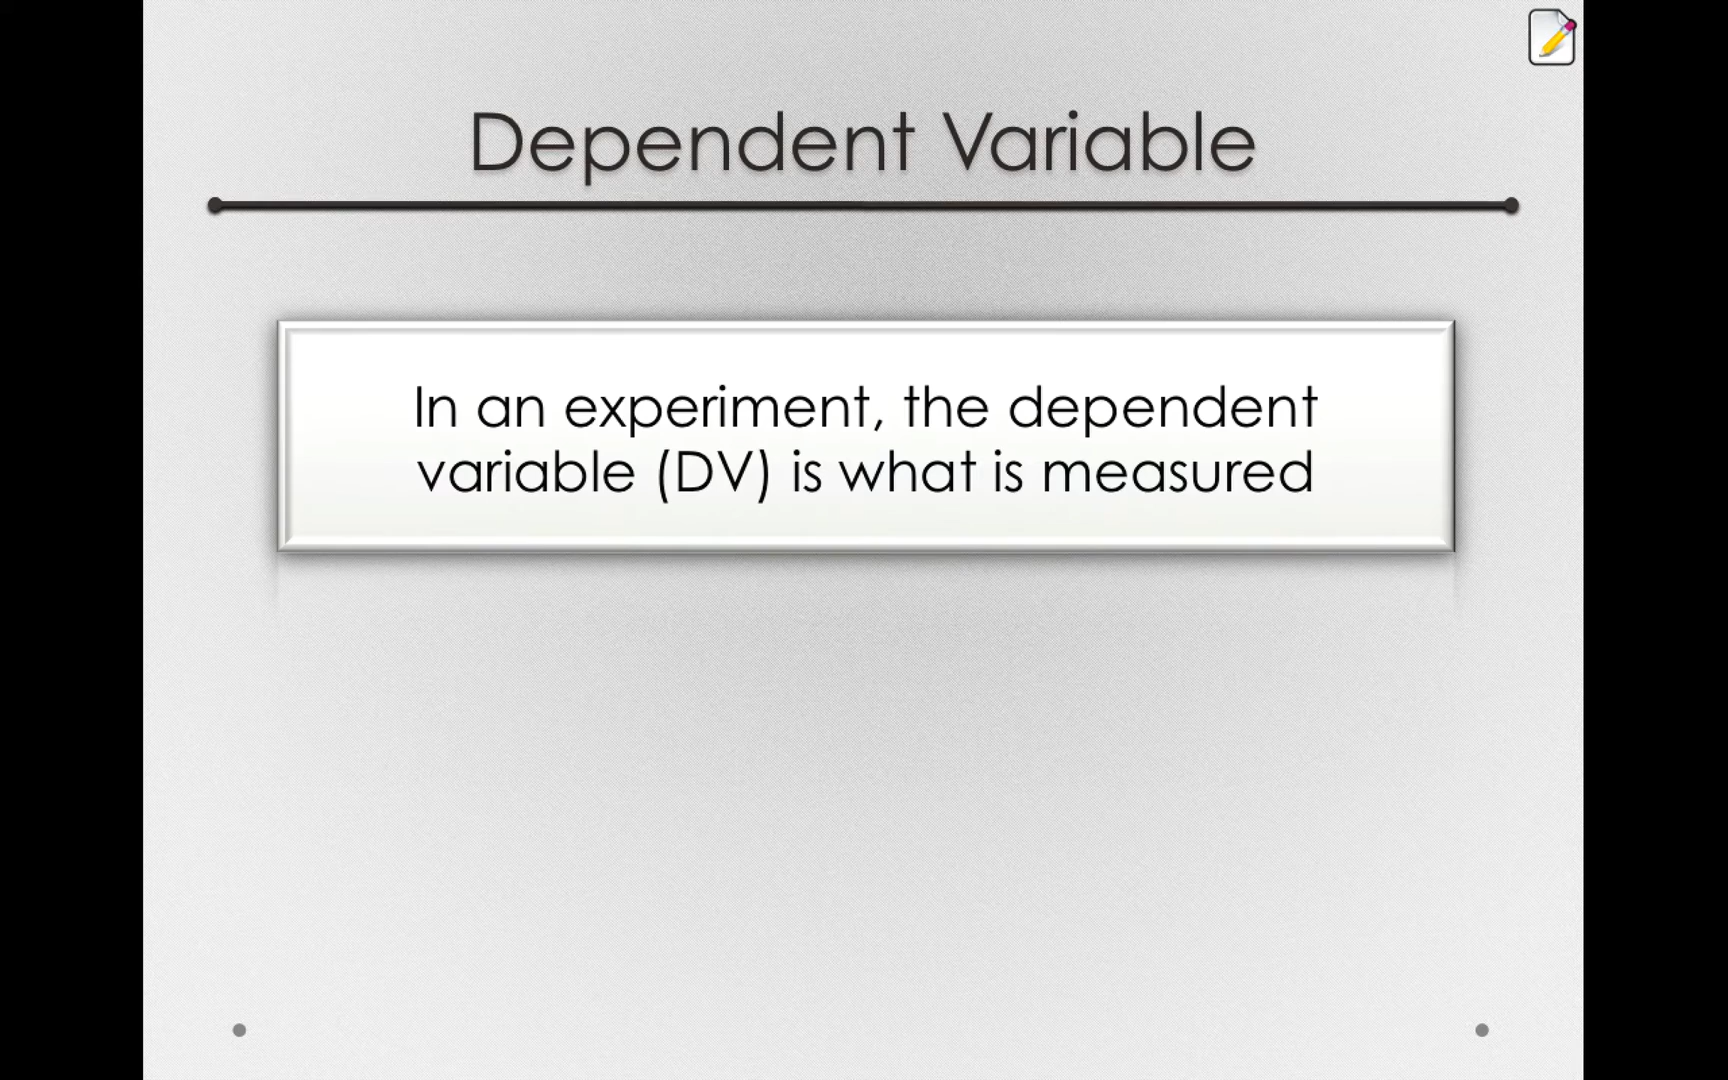 Dependent Variable
In an experiment, the dependent
variable (DV) is what is measured